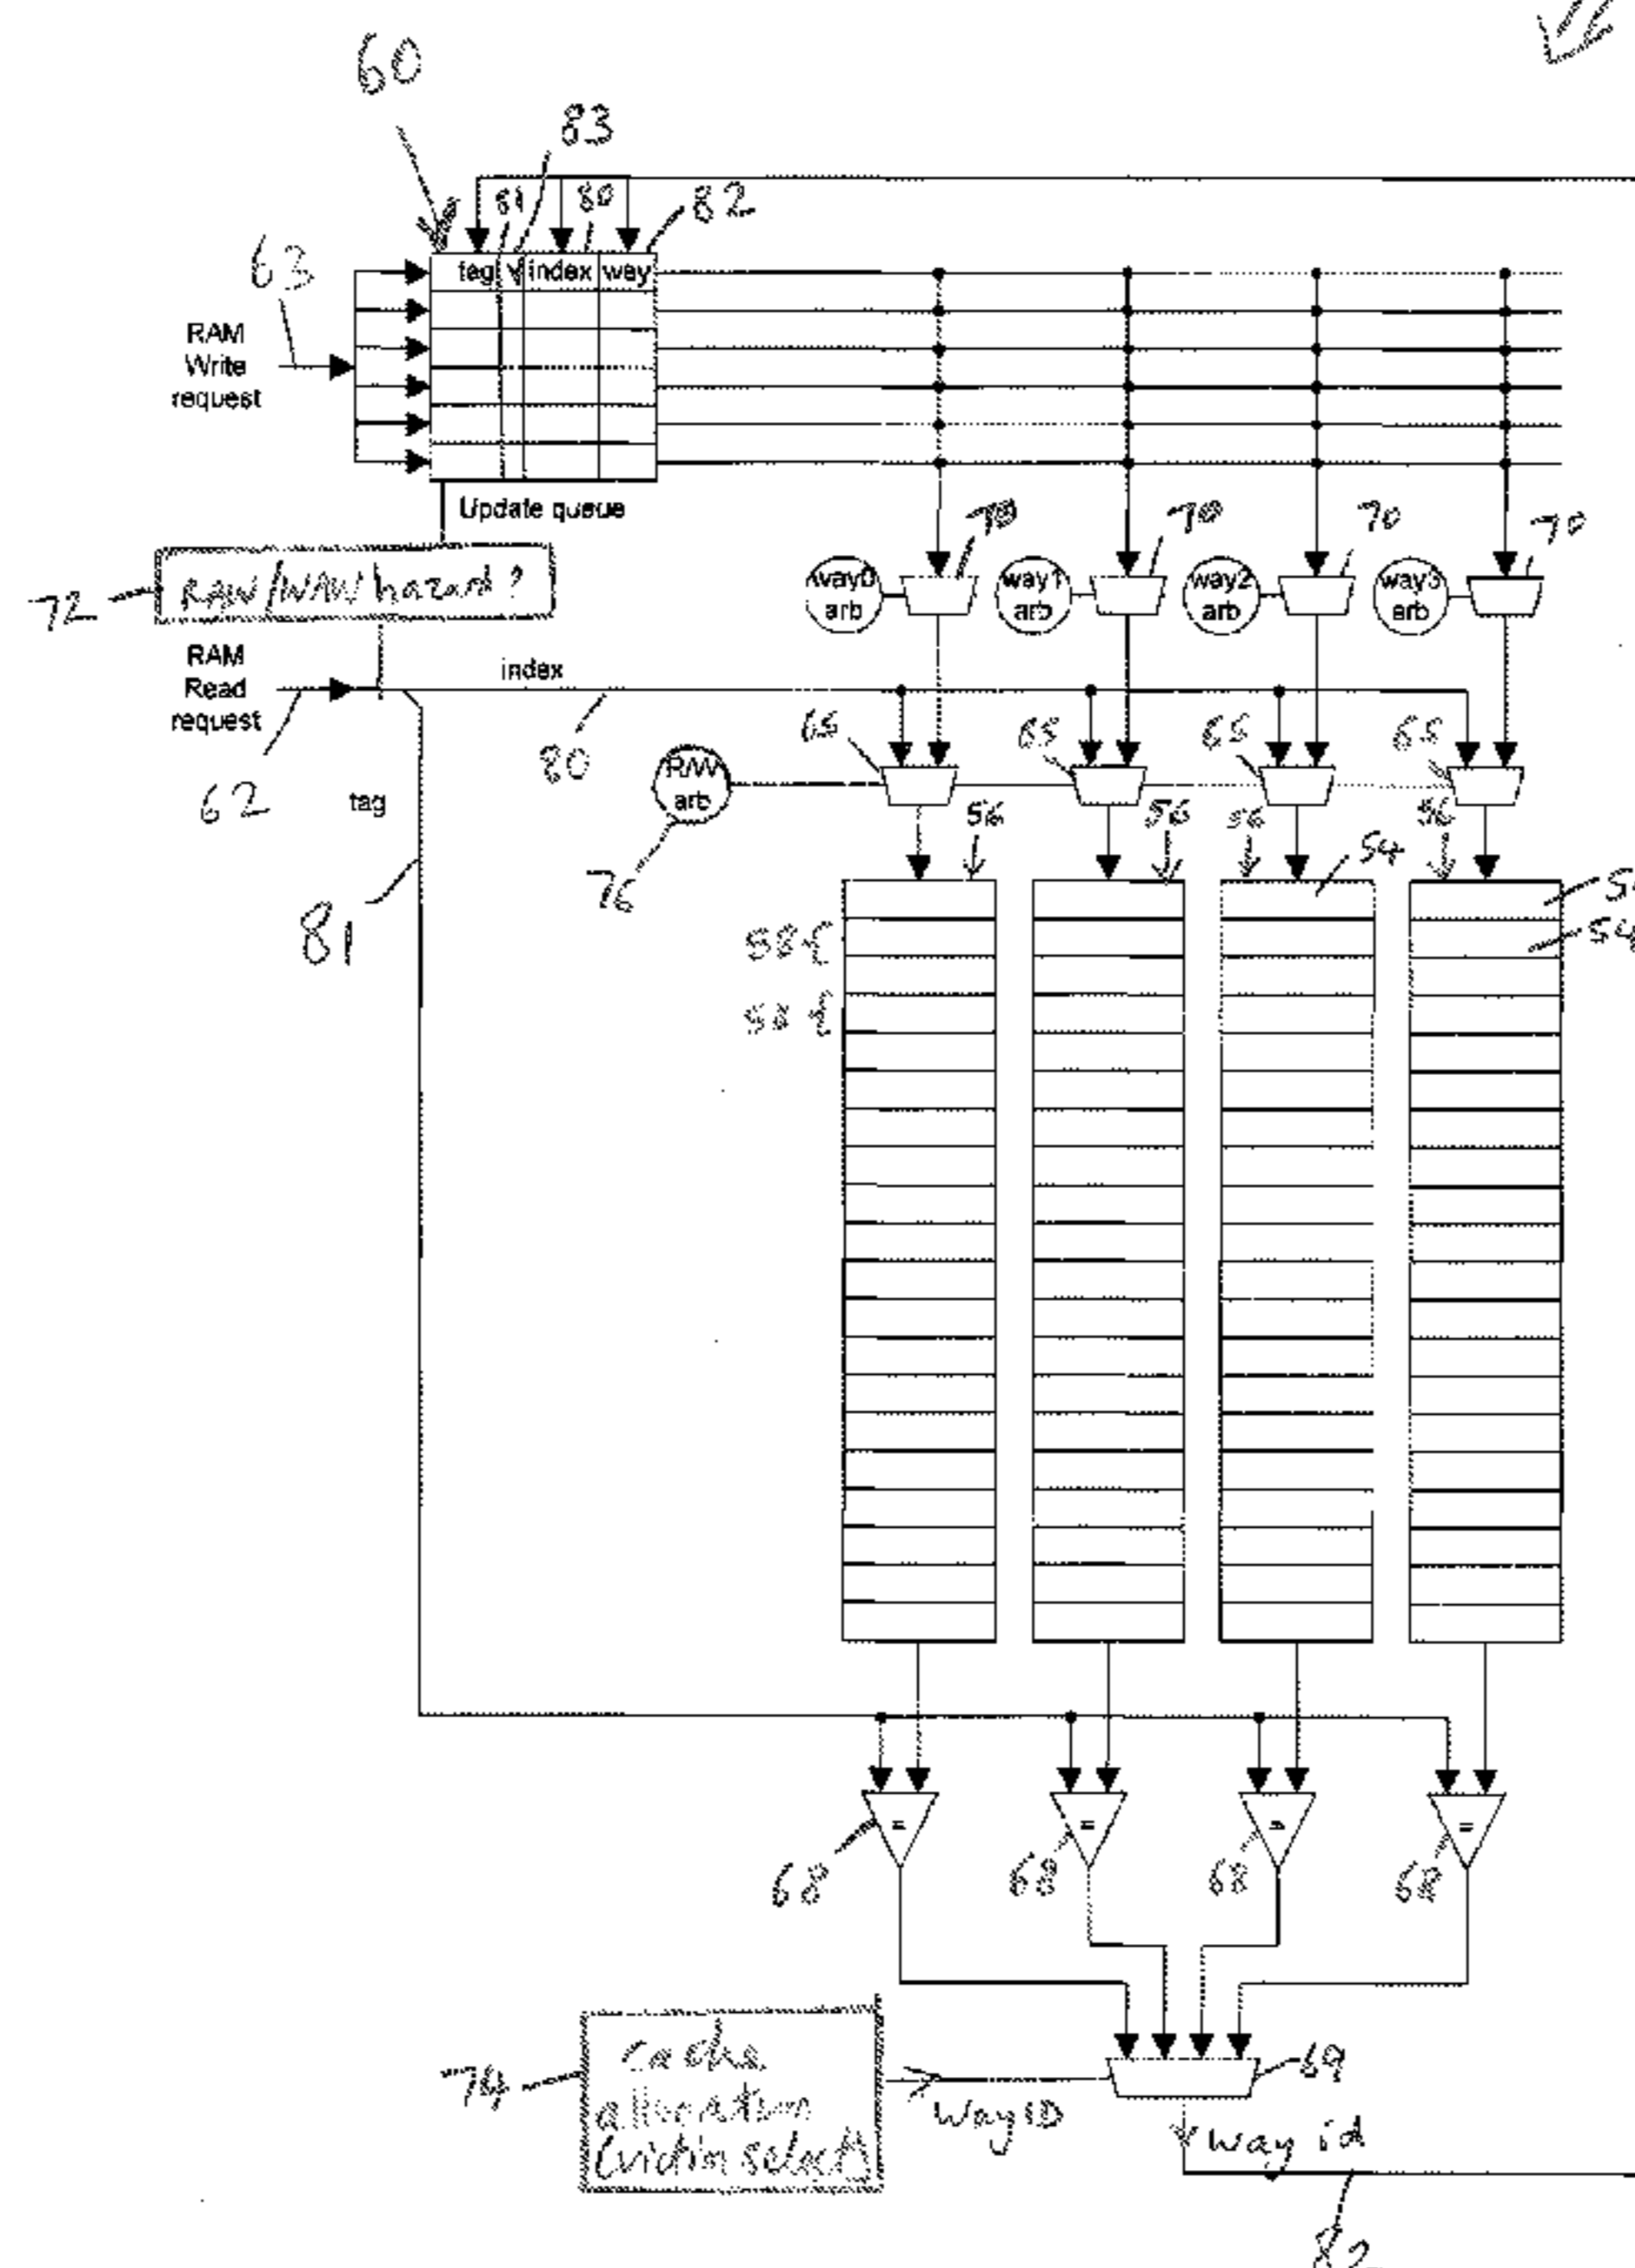 60
83
81
80
82
63
tag V index way
RAM
Write
request
Update queue
70
70
70
70
72
RAW/WAW hazard?
way0
arb
way1
arb
way2
arb
way3
arb
RAM
Read
request
index
62
80
tag
65
65
65
65
R/W
arb
76
56
56
56
56
54
54
81
58
58
=
=
=
=
68
68
68
68
74
cache
allocation
(victim select)
Way ID
69
way id
82